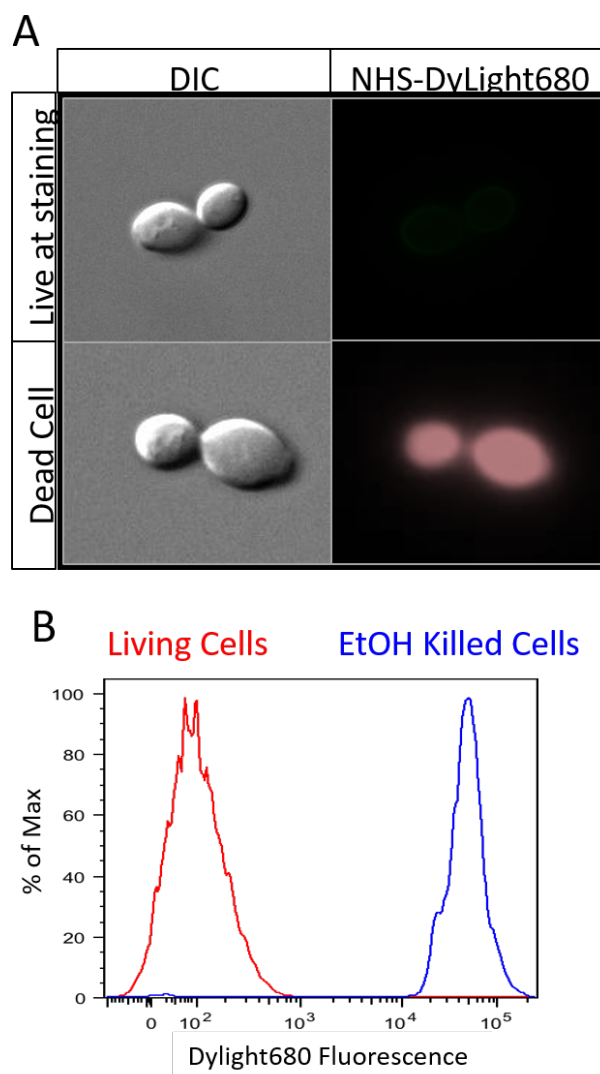 A
DIC
NHS-DyLight680
Live at staining
Dead Cell
B
Living Cells
EtOH Killed Cells
% of Max
100
80
60
40
20
0
0
10²
10³
10⁴
10⁵
Dylight680 Fluorescence